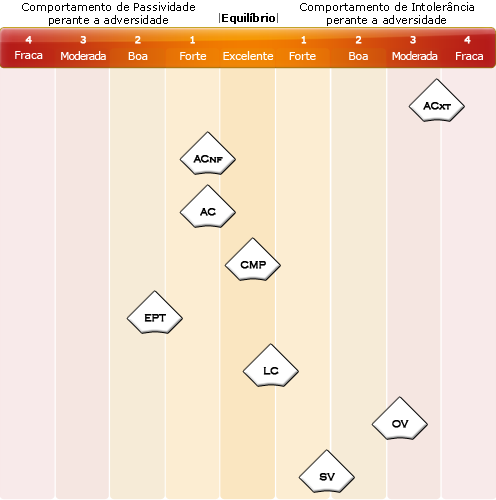 Comportamento de Passividade
perante a adversidade
|Equilíbrio|
Comportamento de Intolerância
perante a adversidade
4 3 2 1 1 2 3 4
Fraca Moderada Boa Forte Excelente Forte Boa Moderada Fraca
ACXT
ACNF
AC
CMP
EPT
LC
OV
SV